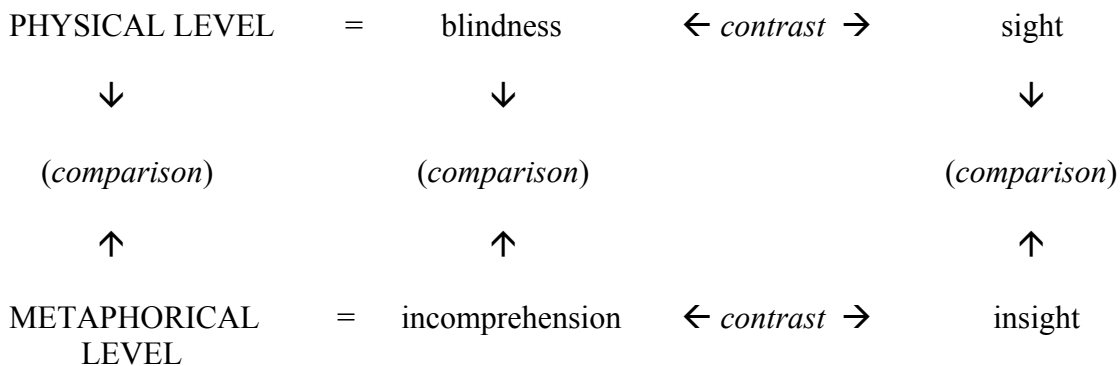 PHYSICAL LEVEL = blindness ← contrast → sight
↓ ↓ ↓
(comparison) (comparison) (comparison)
↑ ↑ ↑
METAPHORICAL = incomprehension ← contrast → insight
LEVEL